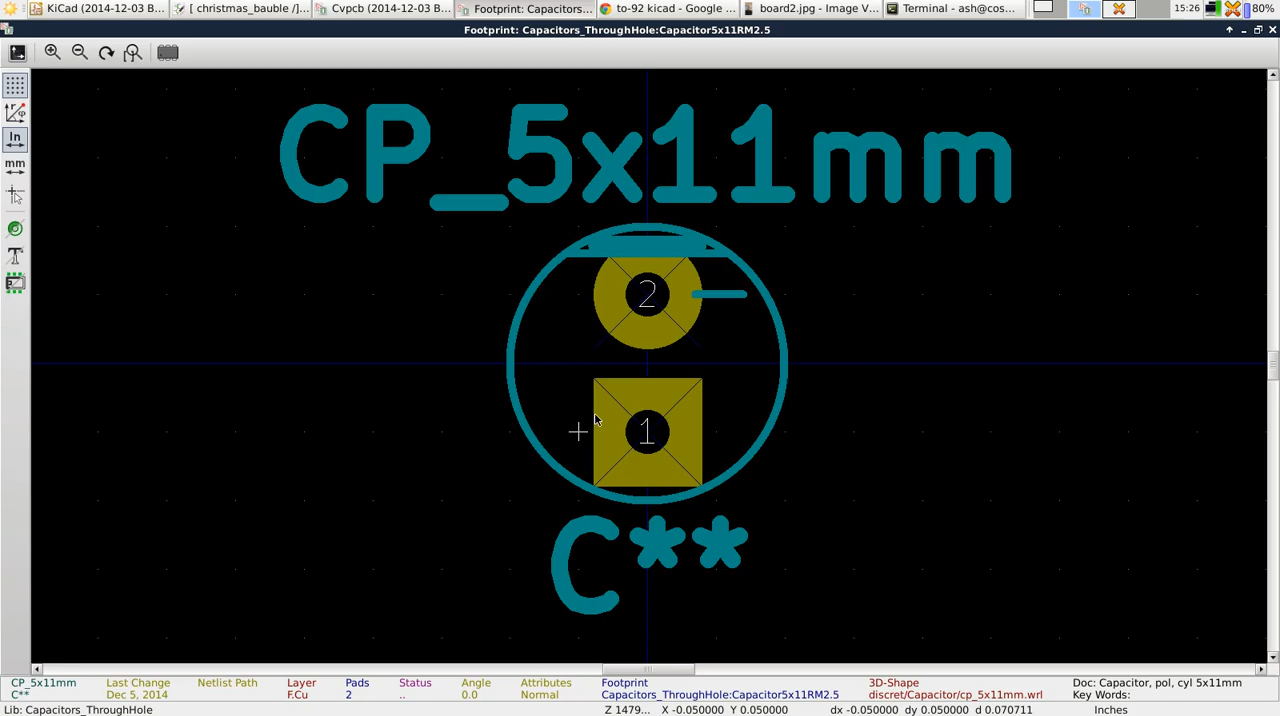 KiCad (2014-12-03 B... [ christmas_bauble /] Cvpcb (2014-12-03 B... Footprint: Capacitors... to-92 kicad - Google ... board2.jpg - Image V... Terminal - ash@cos... 15:26 80%
Footprint: Capacitors_ThroughHole:Capacitor5x11RM2.5
In
mm
CP_5x11mm
2
1
C**
CP_5x11mm Last Change Netlist Path Layer Pads Status Angle Attributes Footprint 3D-Shape Doc: Capacitor, pol, cyl 5x11mm
C** Dec 5, 2014 F.Cu 2 .. 0.0 Normal Capacitors_ThroughHole:Capacitor5x11RM2.5 discret/Capacitor/cp_5x11mm.wrl Key Words:
Lib: Capacitors_ThroughHole Z 1479... X -0.050000 Y 0.050000 dx -0.050000 dy 0.050000 d 0.070711 Inches